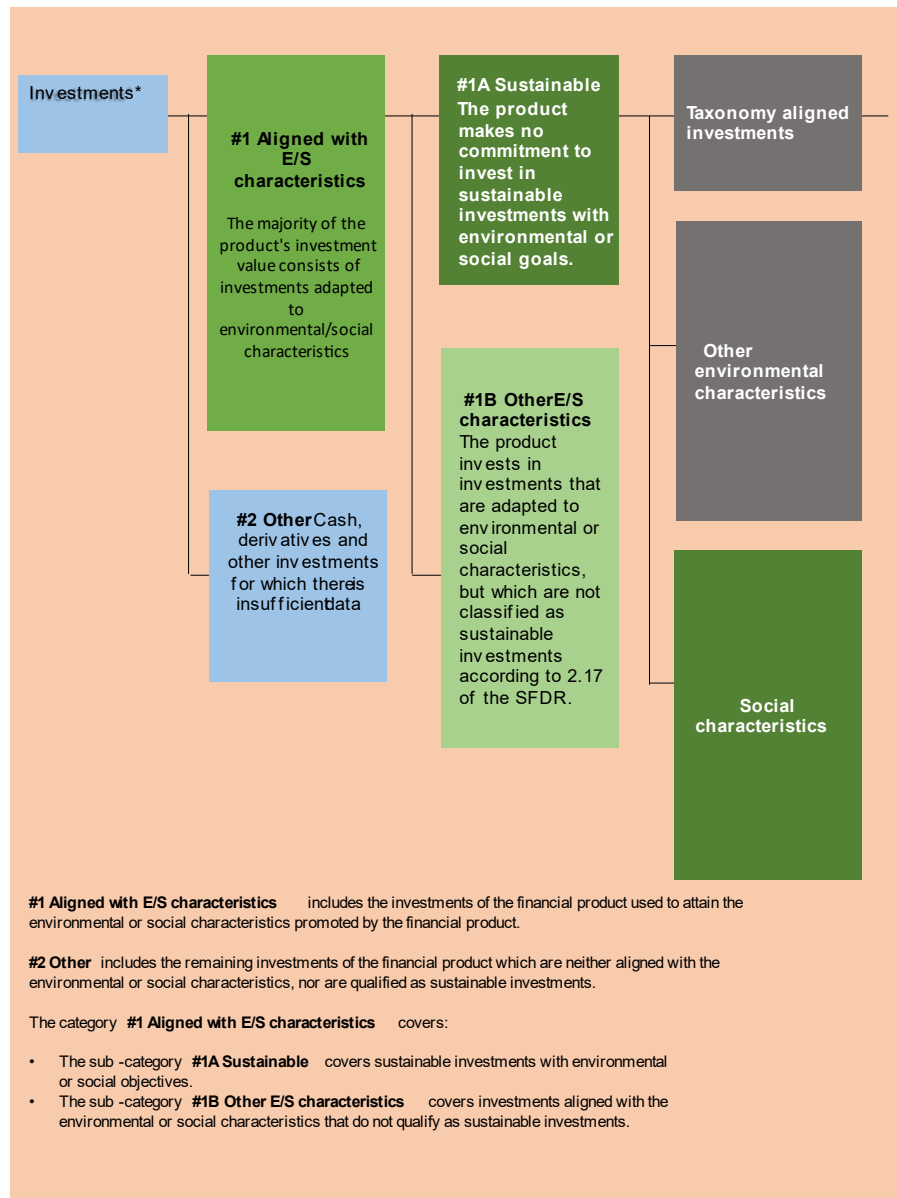 Investments*
#1 Aligned with
E/S
characteristics
The majority of the
product's investment
value consists of
investments adapted
to
environmental/social
characteristics
#2 Other Cash,
derivatives and
other investments
for which there is
insufficient data
#1A Sustainable
The product
makes no
commitment to
invest in
sustainable
investments with
environmental or
social goals.
#1B Other E/S
characteristics
The product
invests in
investments that
are adapted to
environmental or
social
characteristics,
but which are not
classified as
sustainable
investments
according to 2.17
of the SFDR.
Taxonomy aligned
investments
Other
environmental
characteristics
Social
characteristics
#1 Aligned with E/S characteristics includes the investments of the financial product used to attain the
environmental or social characteristics promoted by the financial product.
#2 Other includes the remaining investments of the financial product which are neither aligned with the
environmental or social characteristics, nor are qualified as sustainable investments.
The category #1 Aligned with E/S characteristics covers:
• The sub -category #1A Sustainable covers sustainable investments with environmental
or social objectives.
• The sub -category #1B Other E/S characteristics covers investments aligned with the
environmental or social characteristics that do not qualify as sustainable investments.